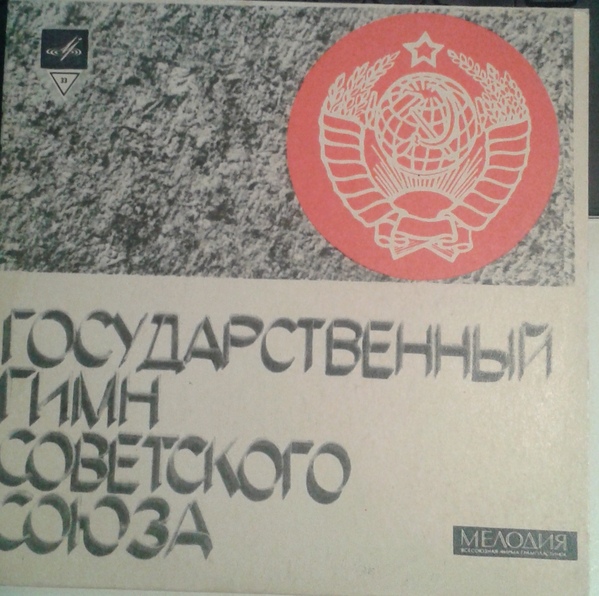 ГОСУДАРСТВЕННЫЙ
ГИМН
СОВЕТСКОГО
СОЮЗА
МЕЛОДИЯ
ВСЕСОЮЗНАЯ ФИРМА ГРАМПЛАСТИНОК